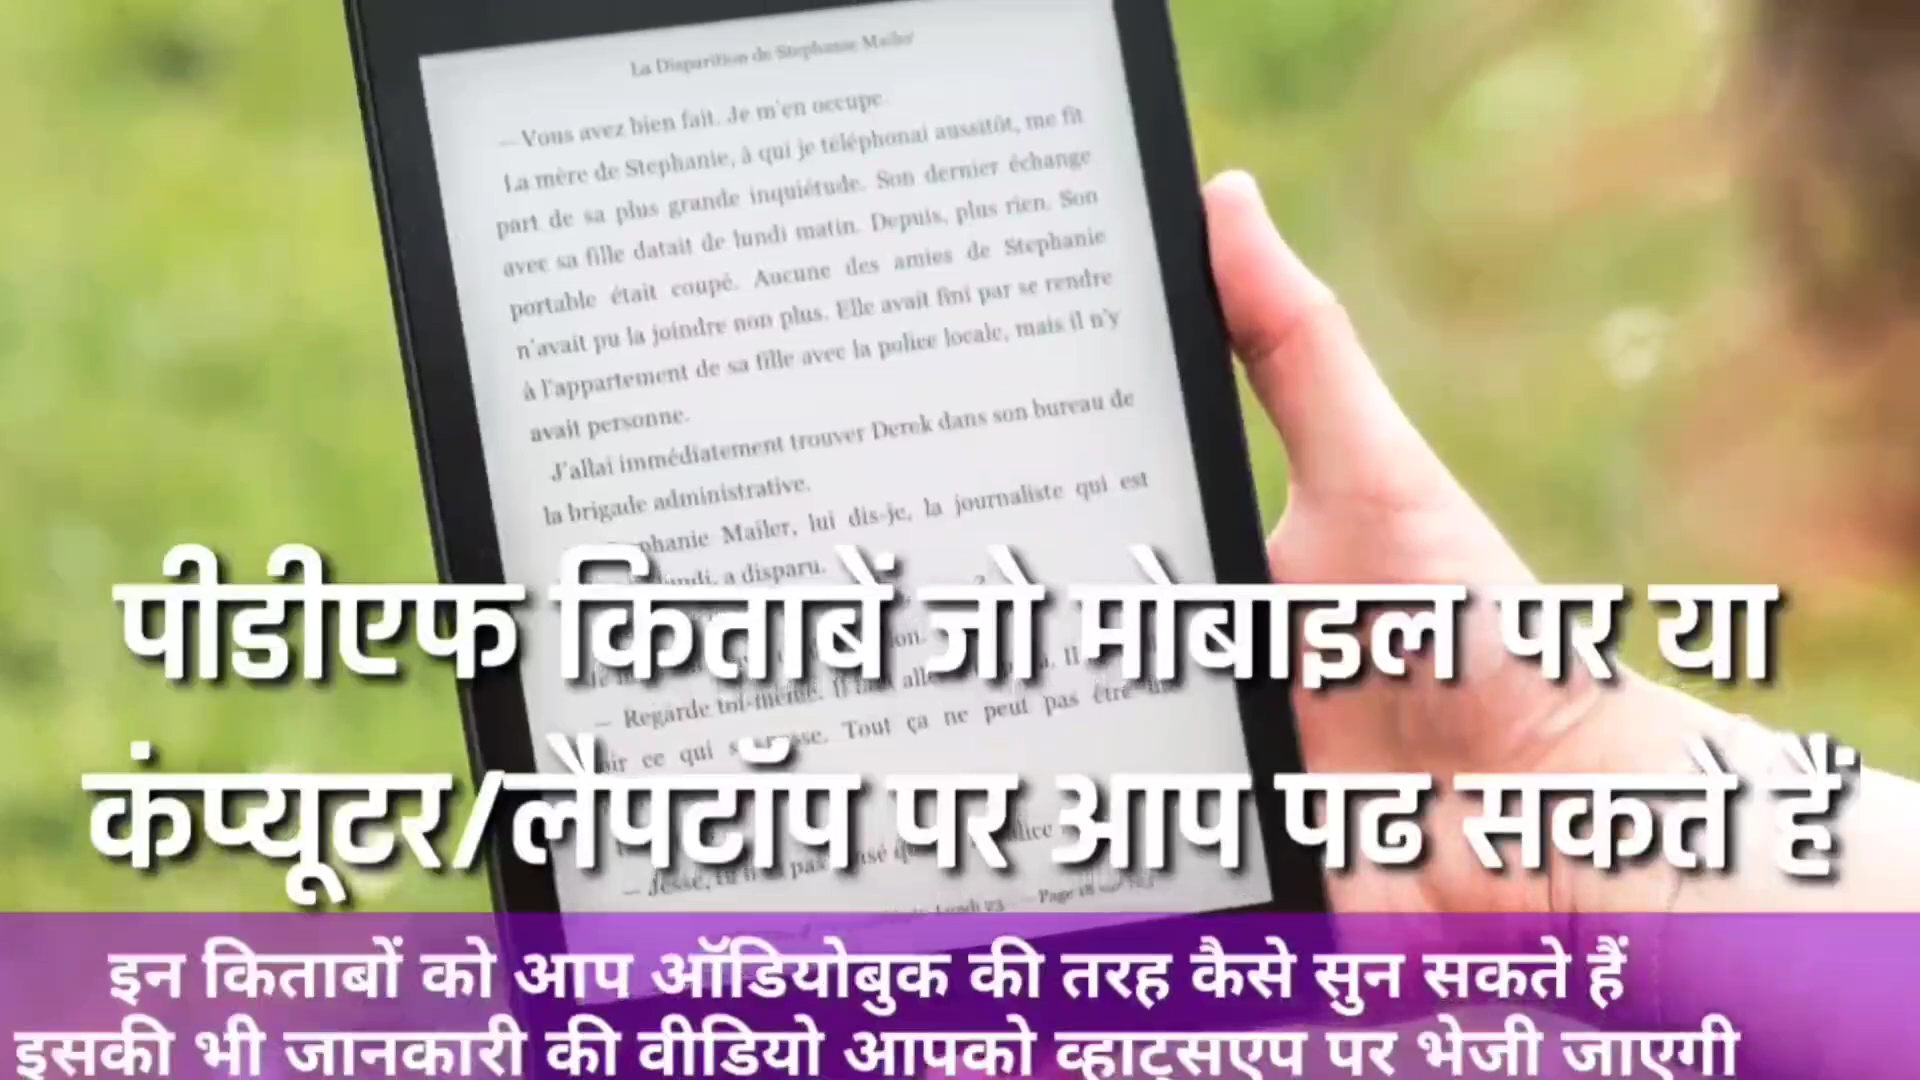 La Disparition de Stephanie Mailer
— Vous avez bien fait. Je m'en occupe.
La mère de Stephanie, à qui je téléphonai aussitôt, me fit
part de sa plus grande inquiétude. Son dernier échange
avec sa fille datait de lundi matin. Depuis, plus rien. Son
portable était coupé. Aucune des amies de Stephanie
n'avait pu la joindre non plus. Elle avait fini par se rendre
à l'appartement de sa fille avec la police locale, mais il n'y
avait personne.
J'allai immédiatement trouver Derek dans son bureau de
la brigade administrative.
Mailer, lui dis-je, la journaliste qui est
a disparu.
— Regarde toi-même. Il
ce qui Tout ça ne peut pas être
— Jesse,
Page 18
पीडीएफ किताबें जो मोबाइल पर या
कंप्यूटर/लैपटॉप पर आप पढ सकते हैं
इन किताबों को आप ऑडियोबुक की तरह कैसे सुन सकते हैं
इसकी भी जानकारी की वीडियो आपको व्हाट्सएप पर भेजी जाएगी